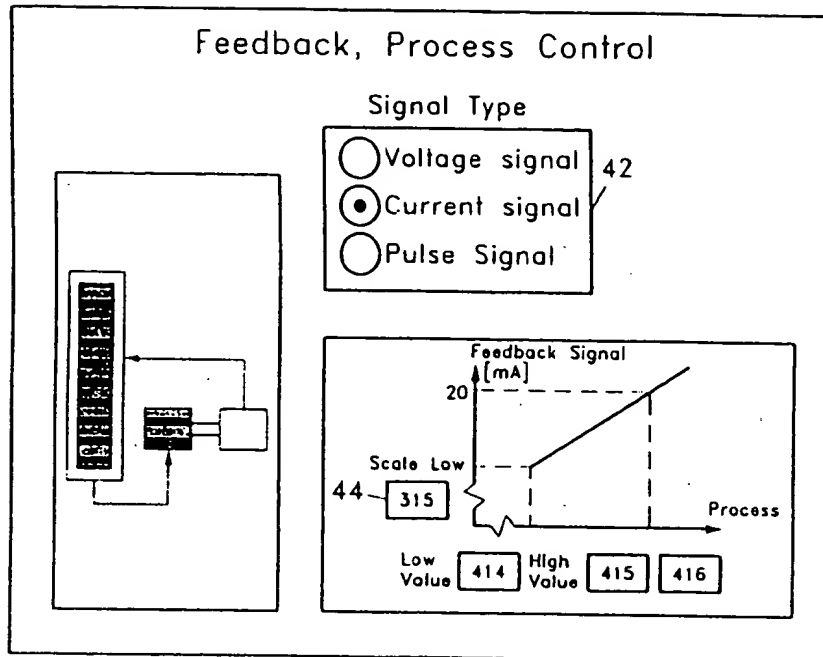 Feedback, Process Control
Signal Type
Voltage signal
42
Current signal
Pulse Signal
Feedback Signal
[mA]
20
Scale Low
44
315
Process
Low Value
414
High Value
415
416